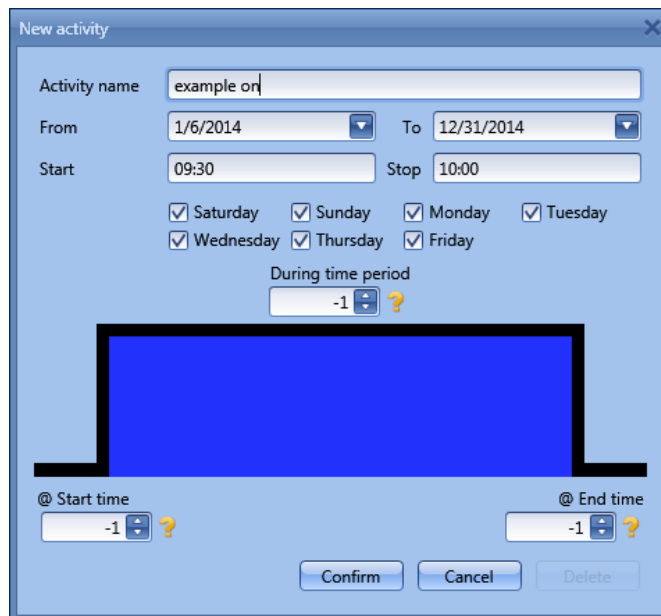 New activity
Activity name example on
From 1/6/2014 To 12/31/2014
Start 09:30 Stop 10:00
Saturday Sunday Monday Tuesday
Wednesday Thursday Friday
During time period
-1 ?
@ Start time @ End time
-1 ? -1 ?
Confirm Cancel Delete